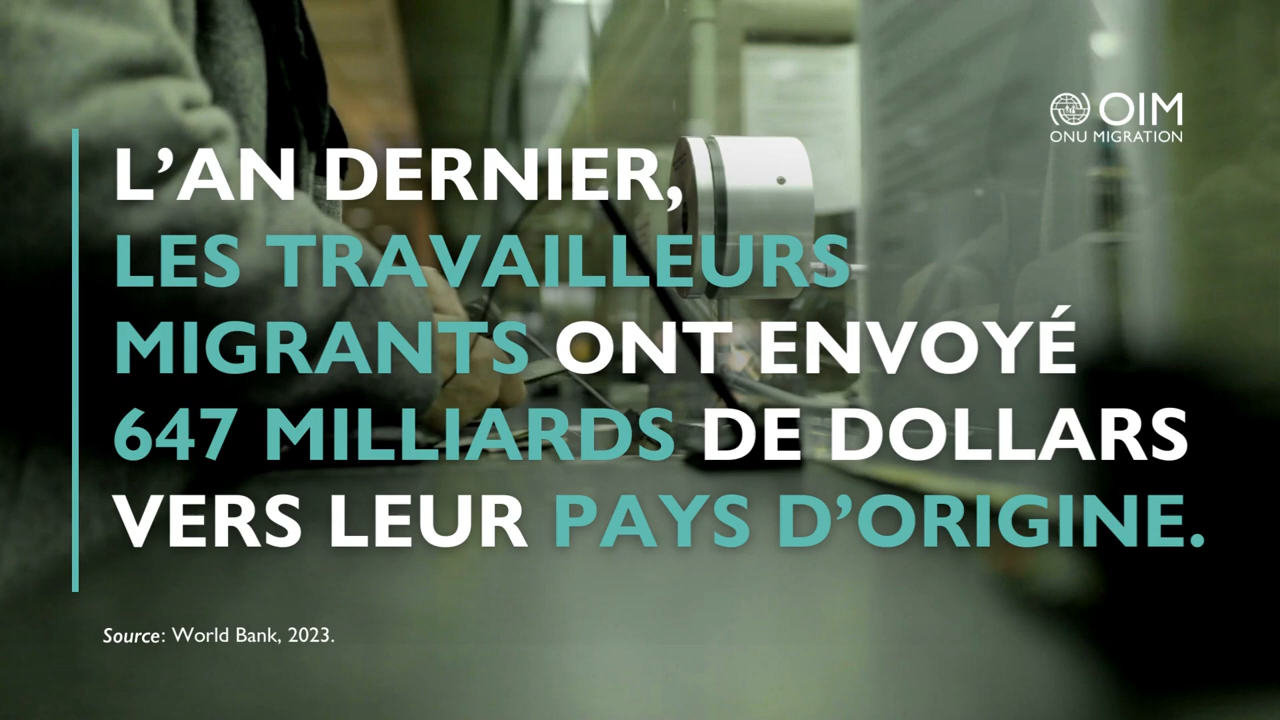 OIM
ONU MIGRATION
L’AN DERNIER,
LES TRAVAILLEURS
MIGRANTS ONT ENVOYÉ
647 MILLIARDS DE DOLLARS
VERS LEUR PAYS D’ORIGINE.
Source: World Bank, 2023.